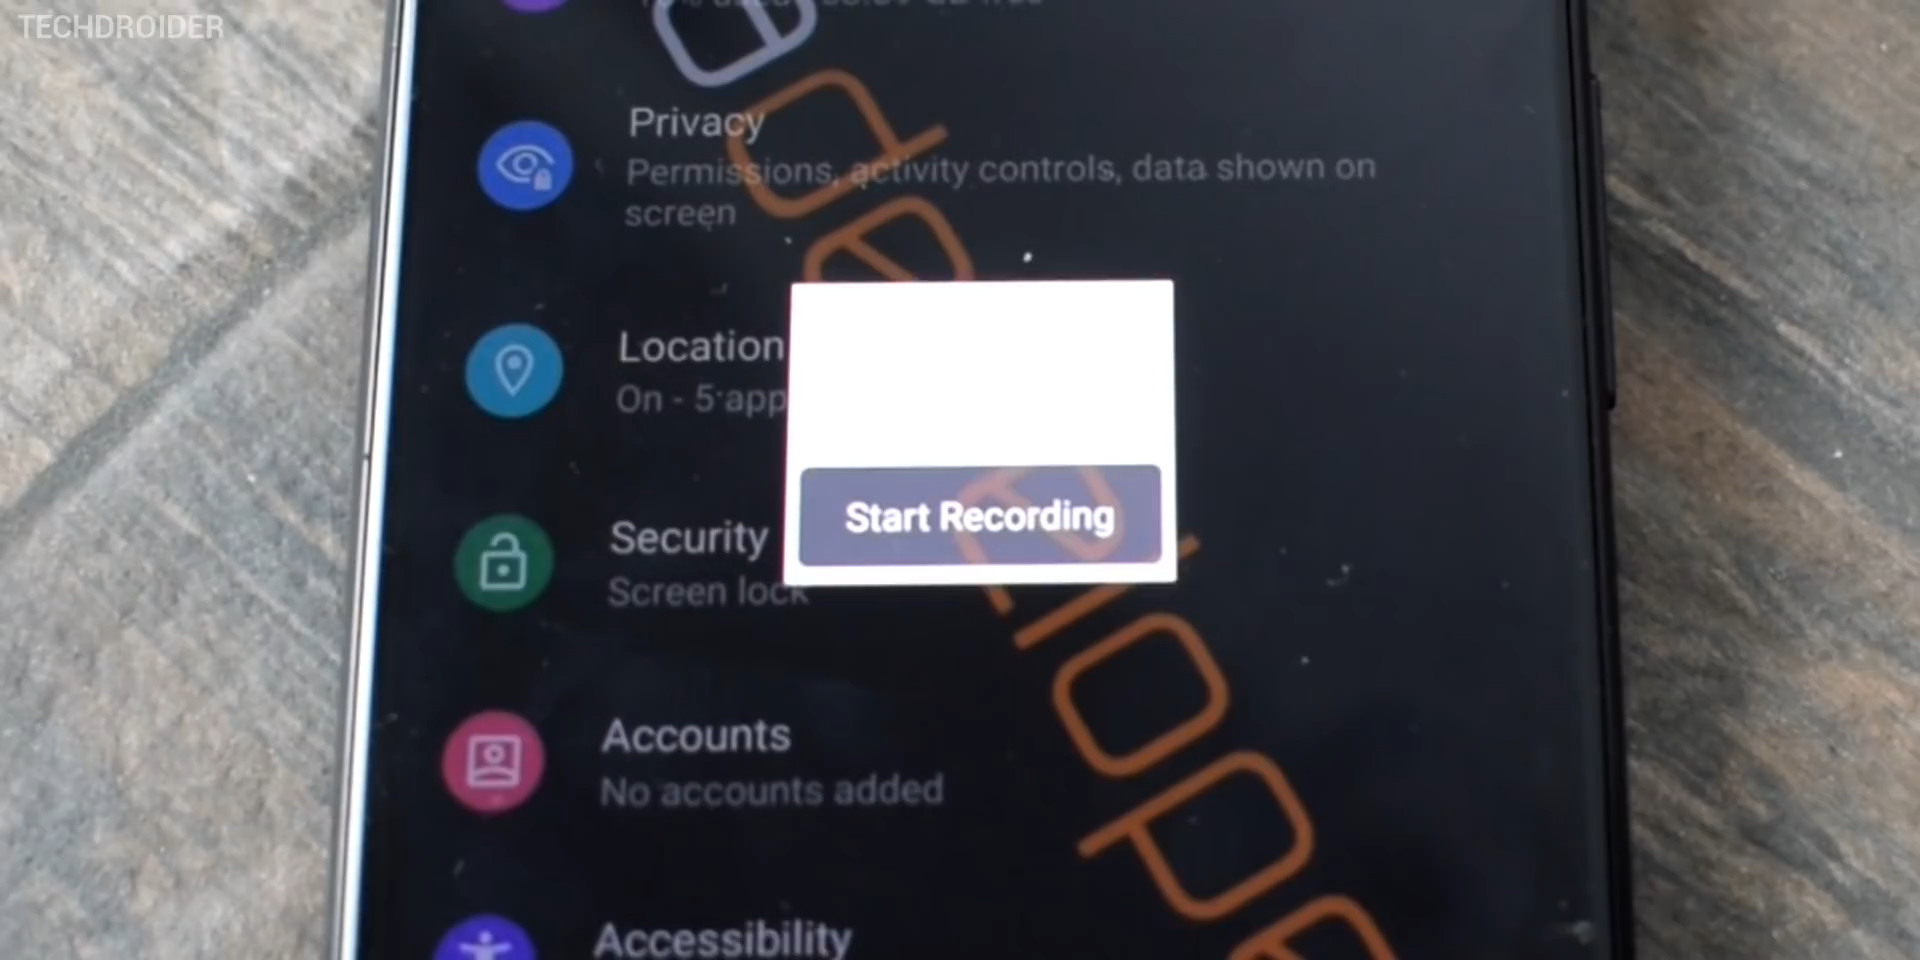 TECHDROIDER
Privacy
Permissions, activity controls, data shown on
screen
Location
On - 5 app
Start Recording
Security
Screen lock
Accounts
No accounts added
Accessibility